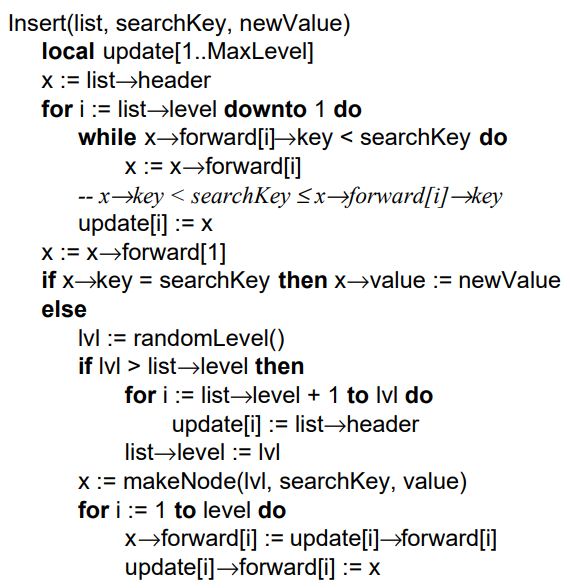 Insert(list, searchKey, newValue)
local update[1..MaxLevel]
x := list→header
for i := list→level downto 1 do
while x→forward[i]→key < searchKey do
x := x→forward[i]
-- x→key < searchKey ≤ x→forward[i]→key
update[i] := x
x := x→forward[1]
if x→key = searchKey then x→value := newValue
else
lvl := randomLevel()
if lvl > list→level then
for i := list→level + 1 to lvl do
update[i] := list→header
list→level := lvl
x := makeNode(lvl, searchKey, value)
for i := 1 to level do
x→forward[i] := update[i]→forward[i]
update[i]→forward[i] := x